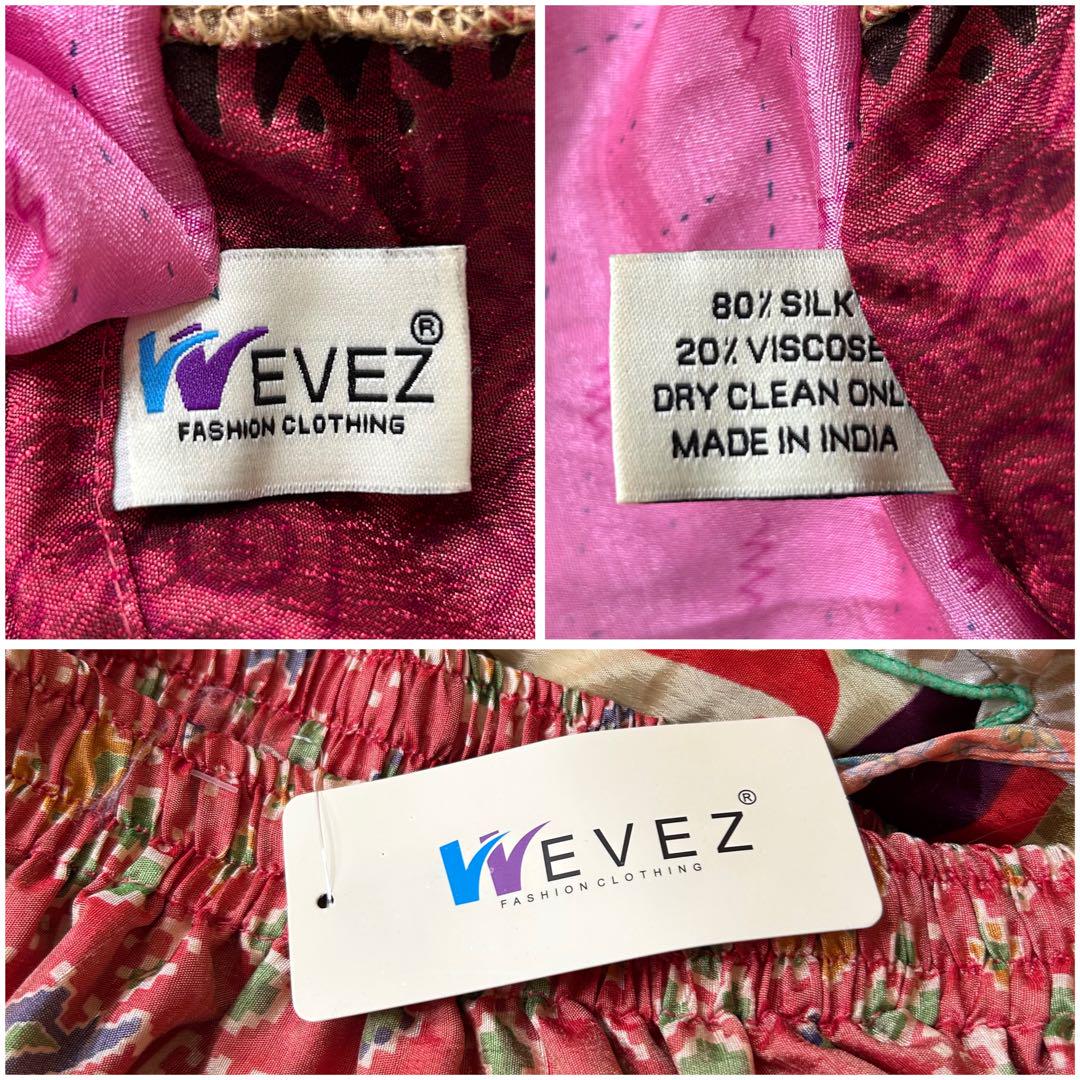 WEVEZ®
FASHION CLOTHING
80% SILK
20% VISCOSE
DRY CLEAN ONL
MADE IN INDIA
WEVEZ®
FASHION CLOTHING